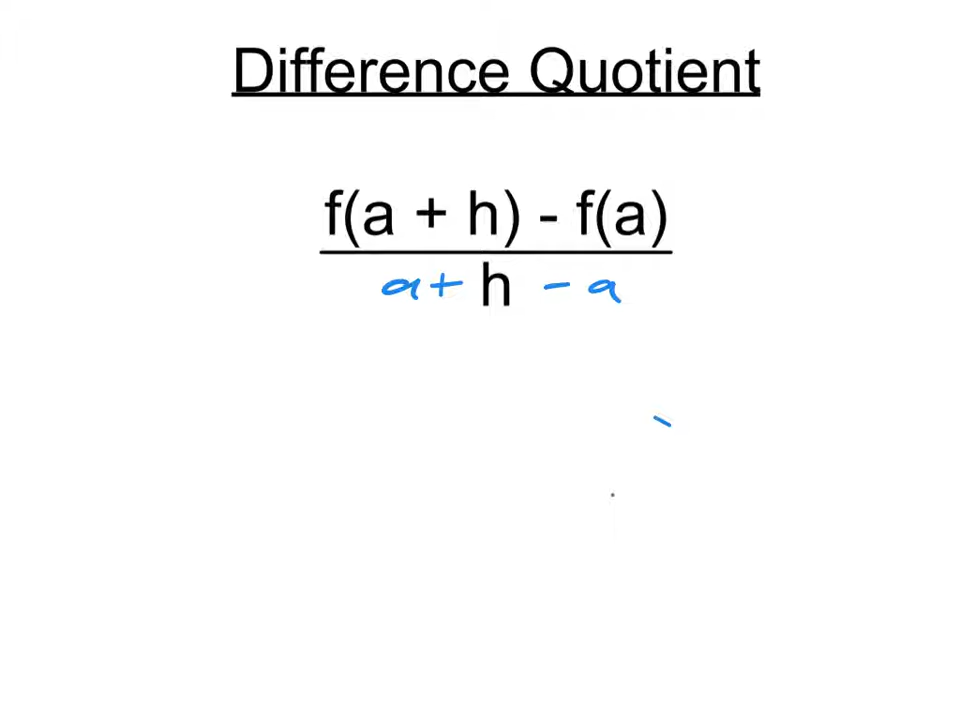 Difference Quotient
f(a + h) - f(a)
a + h - a